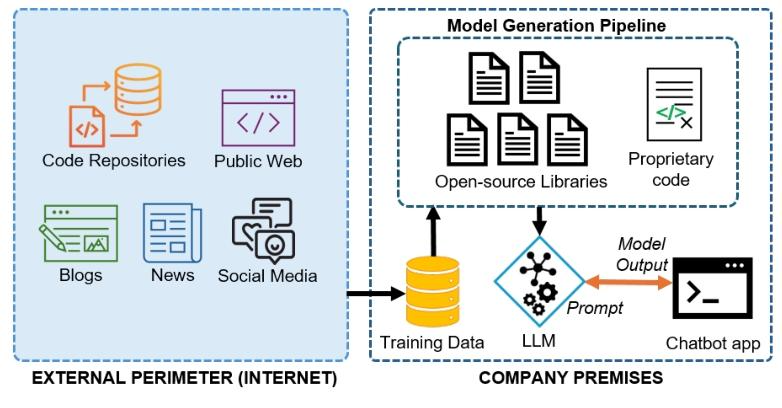 Model Generation Pipeline
Code Repositories
Public Web
Open-source Libraries
Proprietary
code
Blogs
News
Social Media
Training Data
LLM
Prompt
Model
Output
Chatbot app
EXTERNAL PERIMETER (INTERNET)
COMPANY PREMISES